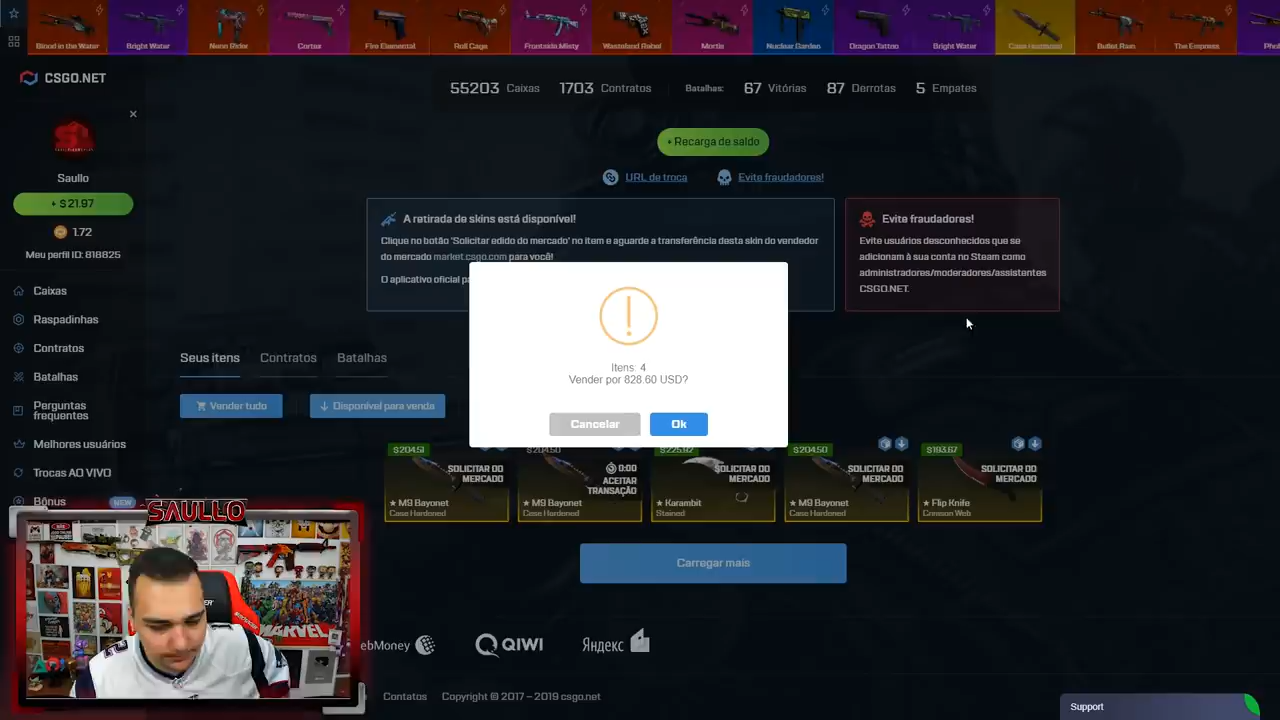 Blood in the Water
Bright Water
Neon Rider
Cortex
Fire Elemental
Roll Cage
Frontside Misty
Wasteland Rebel
Mortis
Nuclear Garden
Dragon Tattoo
Bright Water
Case Hardened
Bullet Rain
The Empress
CSGO.NET
55203 Caixas
1703 Contratos
Batalhas:
67 Vitórias
87 Derrotas
5 Empates
+ Recarga de saldo
URL de troca
Evite fraudadores!
Saullo
+ $ 21.97
1.72
Meu perfil ID: 818825
A retirada de skins está disponível!
Clique no botão 'Solicitar edido do mercado' no item e aguarde a transferência desta skin do vendedor
do mercado market.csgo.com para você!
O aplicativo oficial
Evite fraudadores!
Evite usuários desconhecidos que se
adicionam à sua conta no Steam como
administradores/moderadores/assistentes
CSGO.NET.
Caixas
Raspadinhas
Contratos
Batalhas
Perguntas
frequentes
Melhores usuários
Trocas AO VIVO
Bônus
NEW
Seus itens
Contratos
Batalhas
Vender tudo
Disponível para venda
Itens: 4
Vender por 828.60 USD?
Cancelar
Ok
$204.51
SOLICITAR DO
MERCADO
★ M9 Bayonet
Case Hardened
$204.50
0:00
ACEITAR
TRANSAÇÃO
★ M9 Bayonet
Case Hardened
$225.92
SOLICITAR DO
MERCADO
★ Karambit
Stained
$204.50
SOLICITAR DO
MERCADO
★ M9 Bayonet
Case Hardened
$193.67
SOLICITAR DO
MERCADO
★ Flip Knife
Crimson Web
Carregar mais
SAULLO
MARVEL
ebMoney
QIWI
Яндекс
Contatos
Copyright © 2017 – 2019 csgo.net
Support